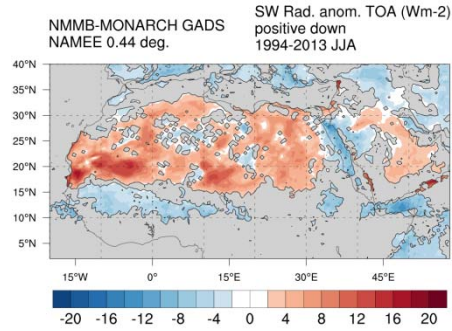 NMMB-MONARCH GADS
NAMEE 0.44 deg.
SW Rad. anom. TOA (Wm-2)
positive down
1994-2013 JJA
40°N
35°N
30°N
25°N
20°N
15°N
10°N
5°N
15°W 0° 15°E 30°E 45°E
-20 -16 -12 -8 -4 0 4 8 12 16 20